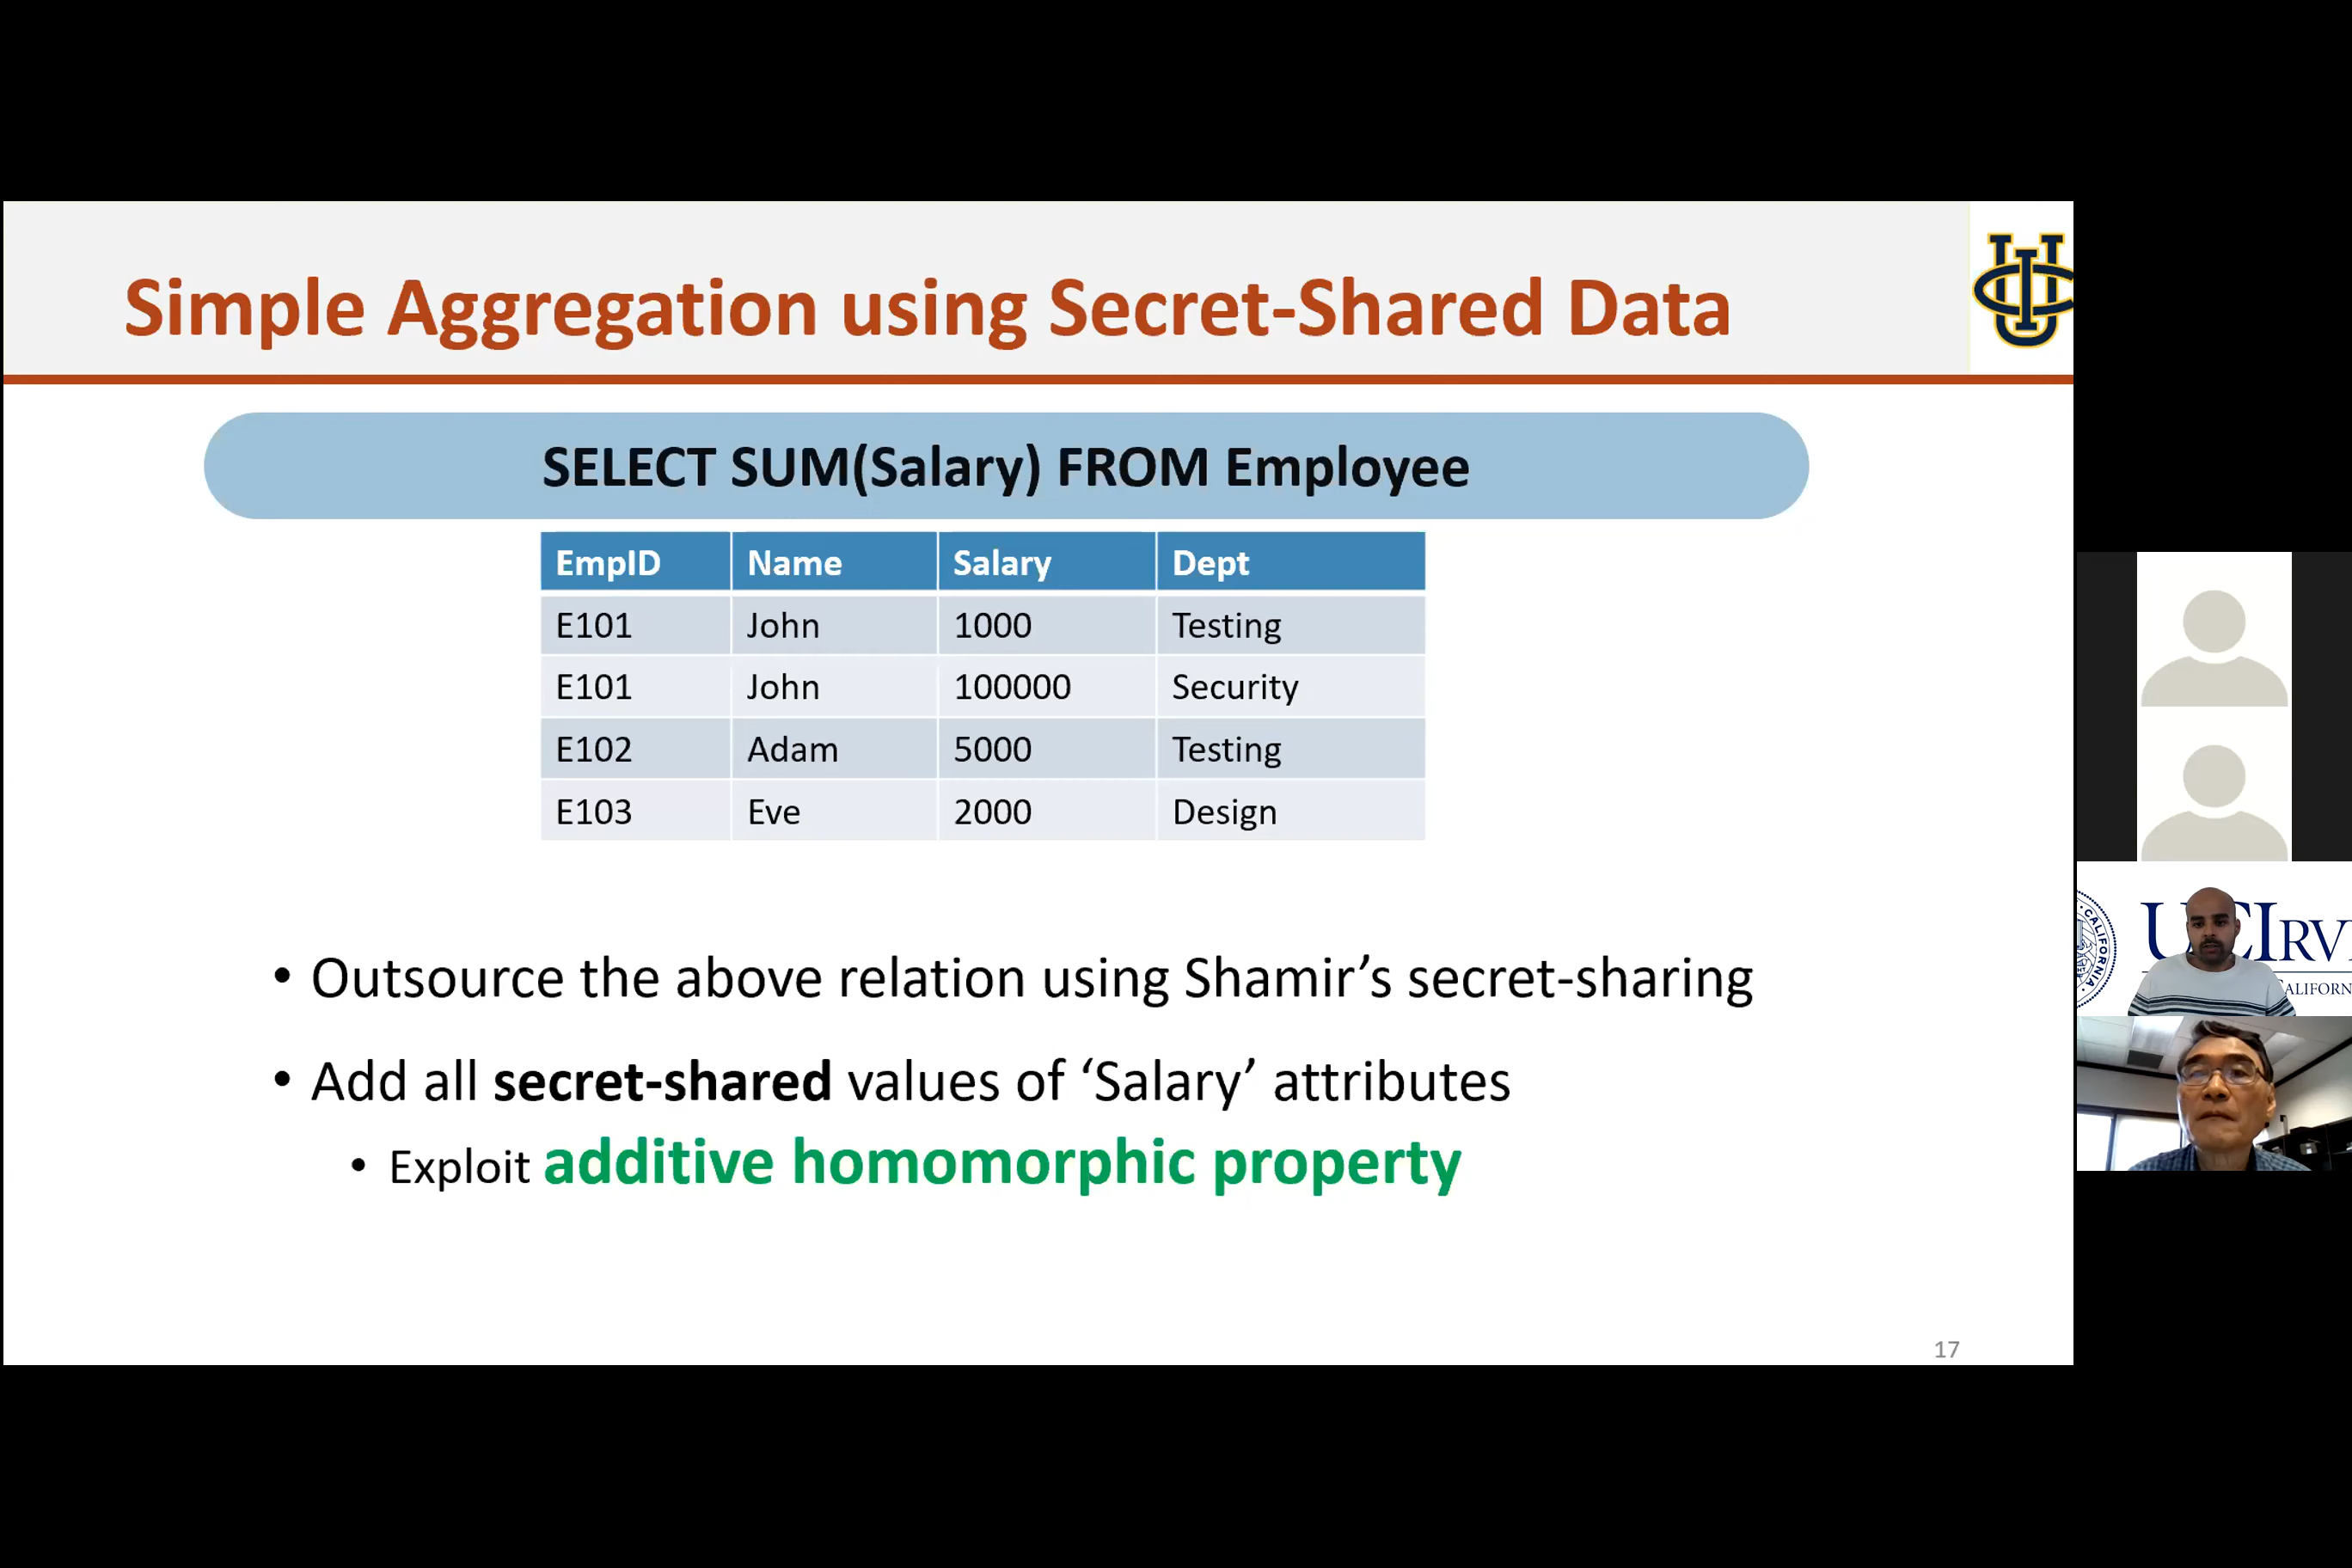 Simple Aggregation using Secret-Shared Data
UCI
SELECT SUM(Salary) FROM Employee
EmpID Name Salary Dept
E101 John 1000 Testing
E101 John 100000 Security
E102 Adam 5000 Testing
E103 Eve 2000 Design
• Outsource the above relation using Shamir’s secret-sharing
• Add all secret-shared values of ‘Salary’ attributes
• Exploit additive homomorphic property
17
CALIFORNIA